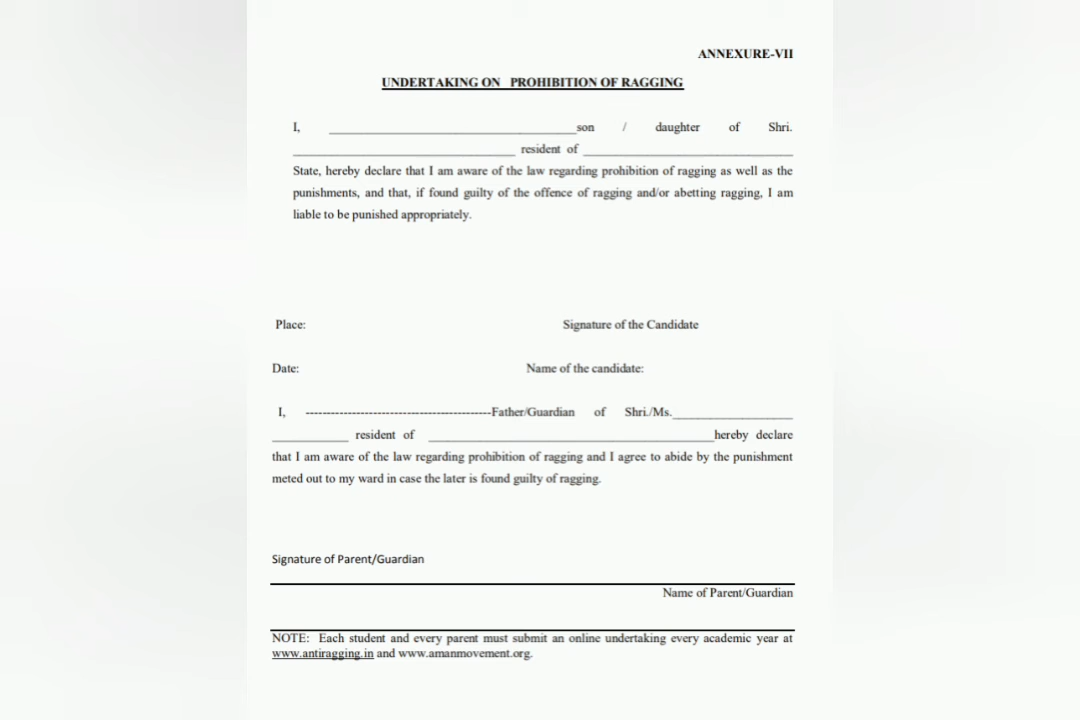 ANNEXURE-VII
UNDERTAKING ON PROHIBITION OF RAGGING
I, _______________________________________son / daughter of Shri.
___________________________________ resident of _________________________________
State, hereby declare that I am aware of the law regarding prohibition of ragging as well as the
punishments, and that, if found guilty of the offence of ragging and/or abetting ragging, I am
liable to be punished appropriately.
Place: Signature of the Candidate
Date: Name of the candidate:
I, --------------------------------------------Father/Guardian of Shri./Ms.___________________
____________ resident of _____________________________________________hereby declare
that I am aware of the law regarding prohibition of ragging and I agree to abide by the punishment
meted out to my ward in case the later is found guilty of ragging.
Signature of Parent/Guardian
Name of Parent/Guardian
NOTE: Each student and every parent must submit an online undertaking every academic year at
www.antiragging.in and www.amanmovement.org.